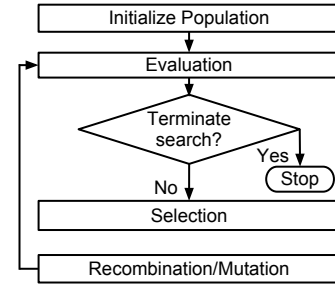 Initialize Population
Evaluation
Terminate
search?
Yes
Stop
No
Selection
Recombination/Mutation